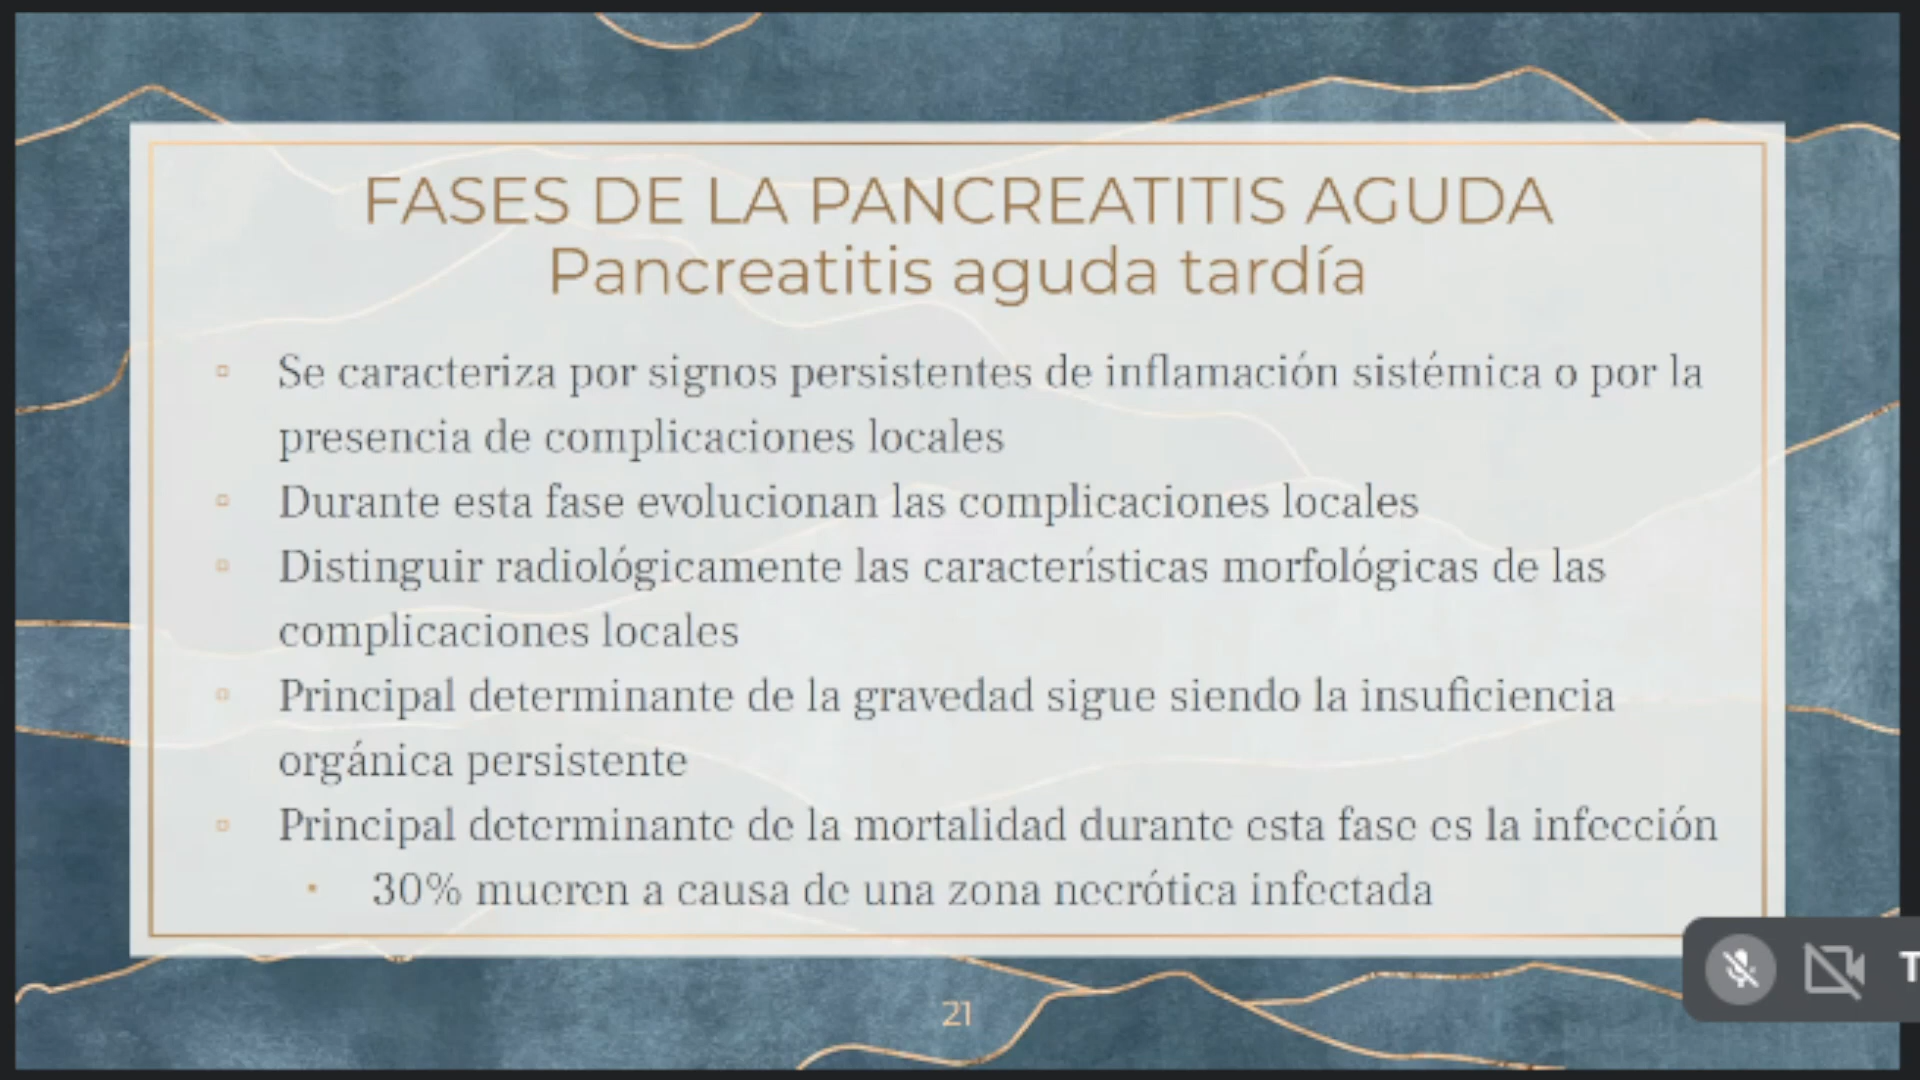 FASES DE LA PANCREATITIS AGUDA
Pancreatitis aguda tardía
▫ Se caracteriza por signos persistentes de inflamación sistémica o por la
presencia de complicaciones locales
▫ Durante esta fase evolucionan las complicaciones locales
▫ Distinguir radiológicamente las características morfológicas de las
complicaciones locales
▫ Principal determinante de la gravedad sigue siendo la insuficiencia
orgánica persistente
▫ Principal determinante de la mortalidad durante esta fase es la infección
▪ 30% mueren a causa de una zona necrótica infectada
21
T